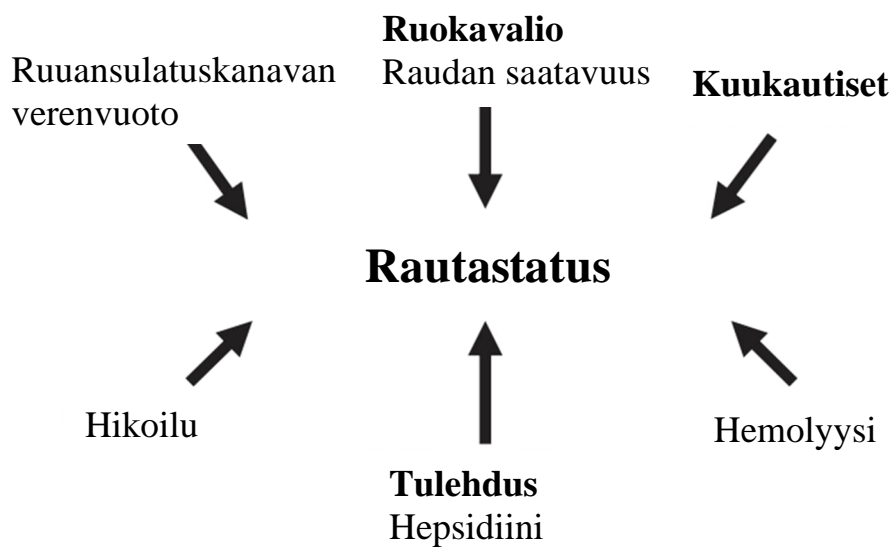 Ruokavalio
Raudan saatavuus
Ruuansulatuskanavan
verenvuoto
Kuukautiset
Rautastatus
Hikoilu
Hemolyysi
Tulehdus
Hepsidiini